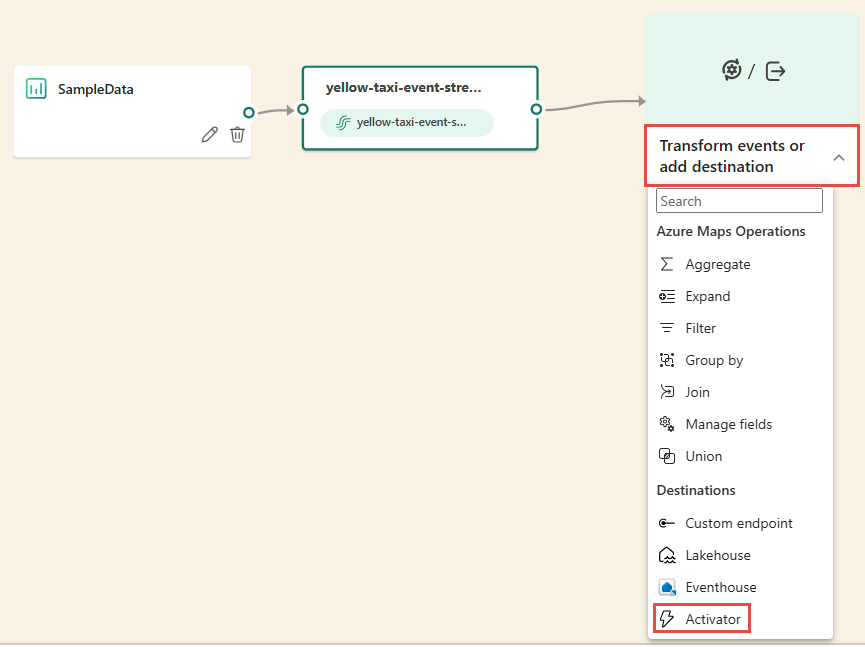 SampleData
yellow-taxi-event-stre...
yellow-taxi-event-s...
/
Transform events or
add destination
Search
Azure Maps Operations
Aggregate
Expand
Filter
Group by
Join
Manage fields
Union
Destinations
Custom endpoint
Lakehouse
Eventhouse
Activator